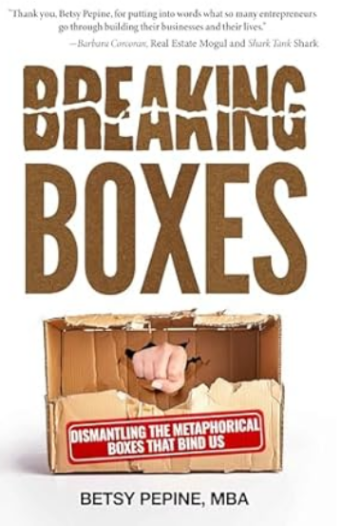 "Thank you, Betsy Pepine, for putting into words what so many entrepreneurs
go through building their businesses and their lives."
—Barbara Corcoran, Real Estate Mogul and Shark Tank Shark
BREAKING
BOXES
DISMANTLING THE METAPHORICAL
BOXES THAT BIND US
BETSY PEPINE, MBA